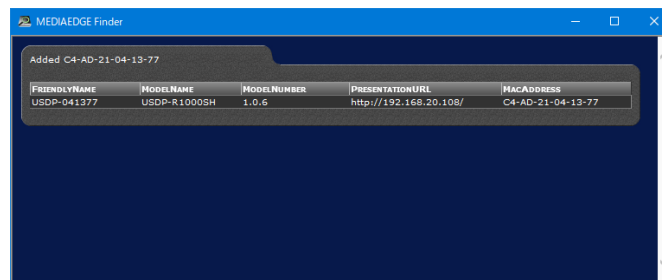 MEDIAEDGE Finder
Added C4-AD-21-04-13-77
FRIENDLYNAME MODELNAME MODELNUMBER PRESENTATIONURL MACADDRESS
USDP-041377 USDP-R1000SH 1.0.6 http://192.168.20.108/ C4-AD-21-04-13-77